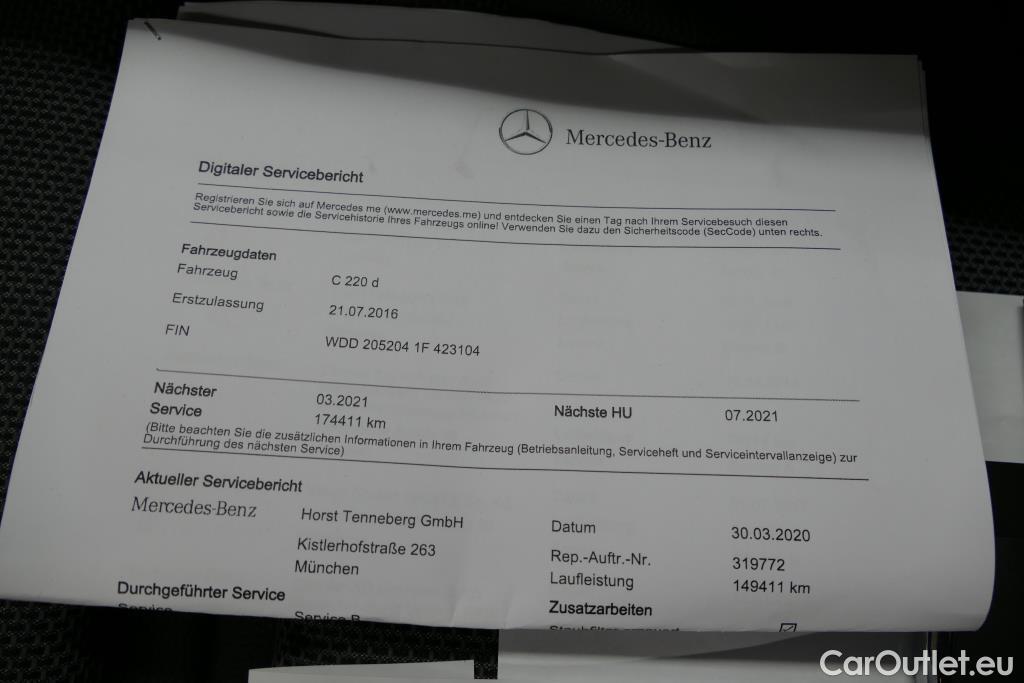 Mercedes-Benz
Digitaler Servicebericht
Registrieren Sie sich auf Mercedes me (www.mercedes.me) und entdecken Sie einen Tag nach Ihrem Servicebesuch diesen
Servicebericht sowie die Servicehistorie Ihres Fahrzeugs online! Verwenden Sie dazu den Sicherheitscode (SecCode) unten rechts.
Fahrzeugdaten
Fahrzeug C 220 d
Erstzulassung 21.07.2016
FIN WDD 205204 1F 423104
Nächster 03.2021 Nächste HU 07.2021
Service 174411 km
(Bitte beachten Sie die zusätzlichen Informationen in Ihrem Fahrzeug (Betriebsanleitung, Serviceheft und Serviceintervallanzeige) zur
Durchführung des nächsten Service)
Aktueller Servicebericht
Mercedes-Benz Horst Tenneberg GmbH Datum 30.03.2020
Kistlerhofstraße 263 Rep.-Auftr.-Nr. 319772
München Laufleistung 149411 km
Durchgeführter Service Zusatzarbeiten
Service Service B Staubfilter erneuert
CarOutlet.eu